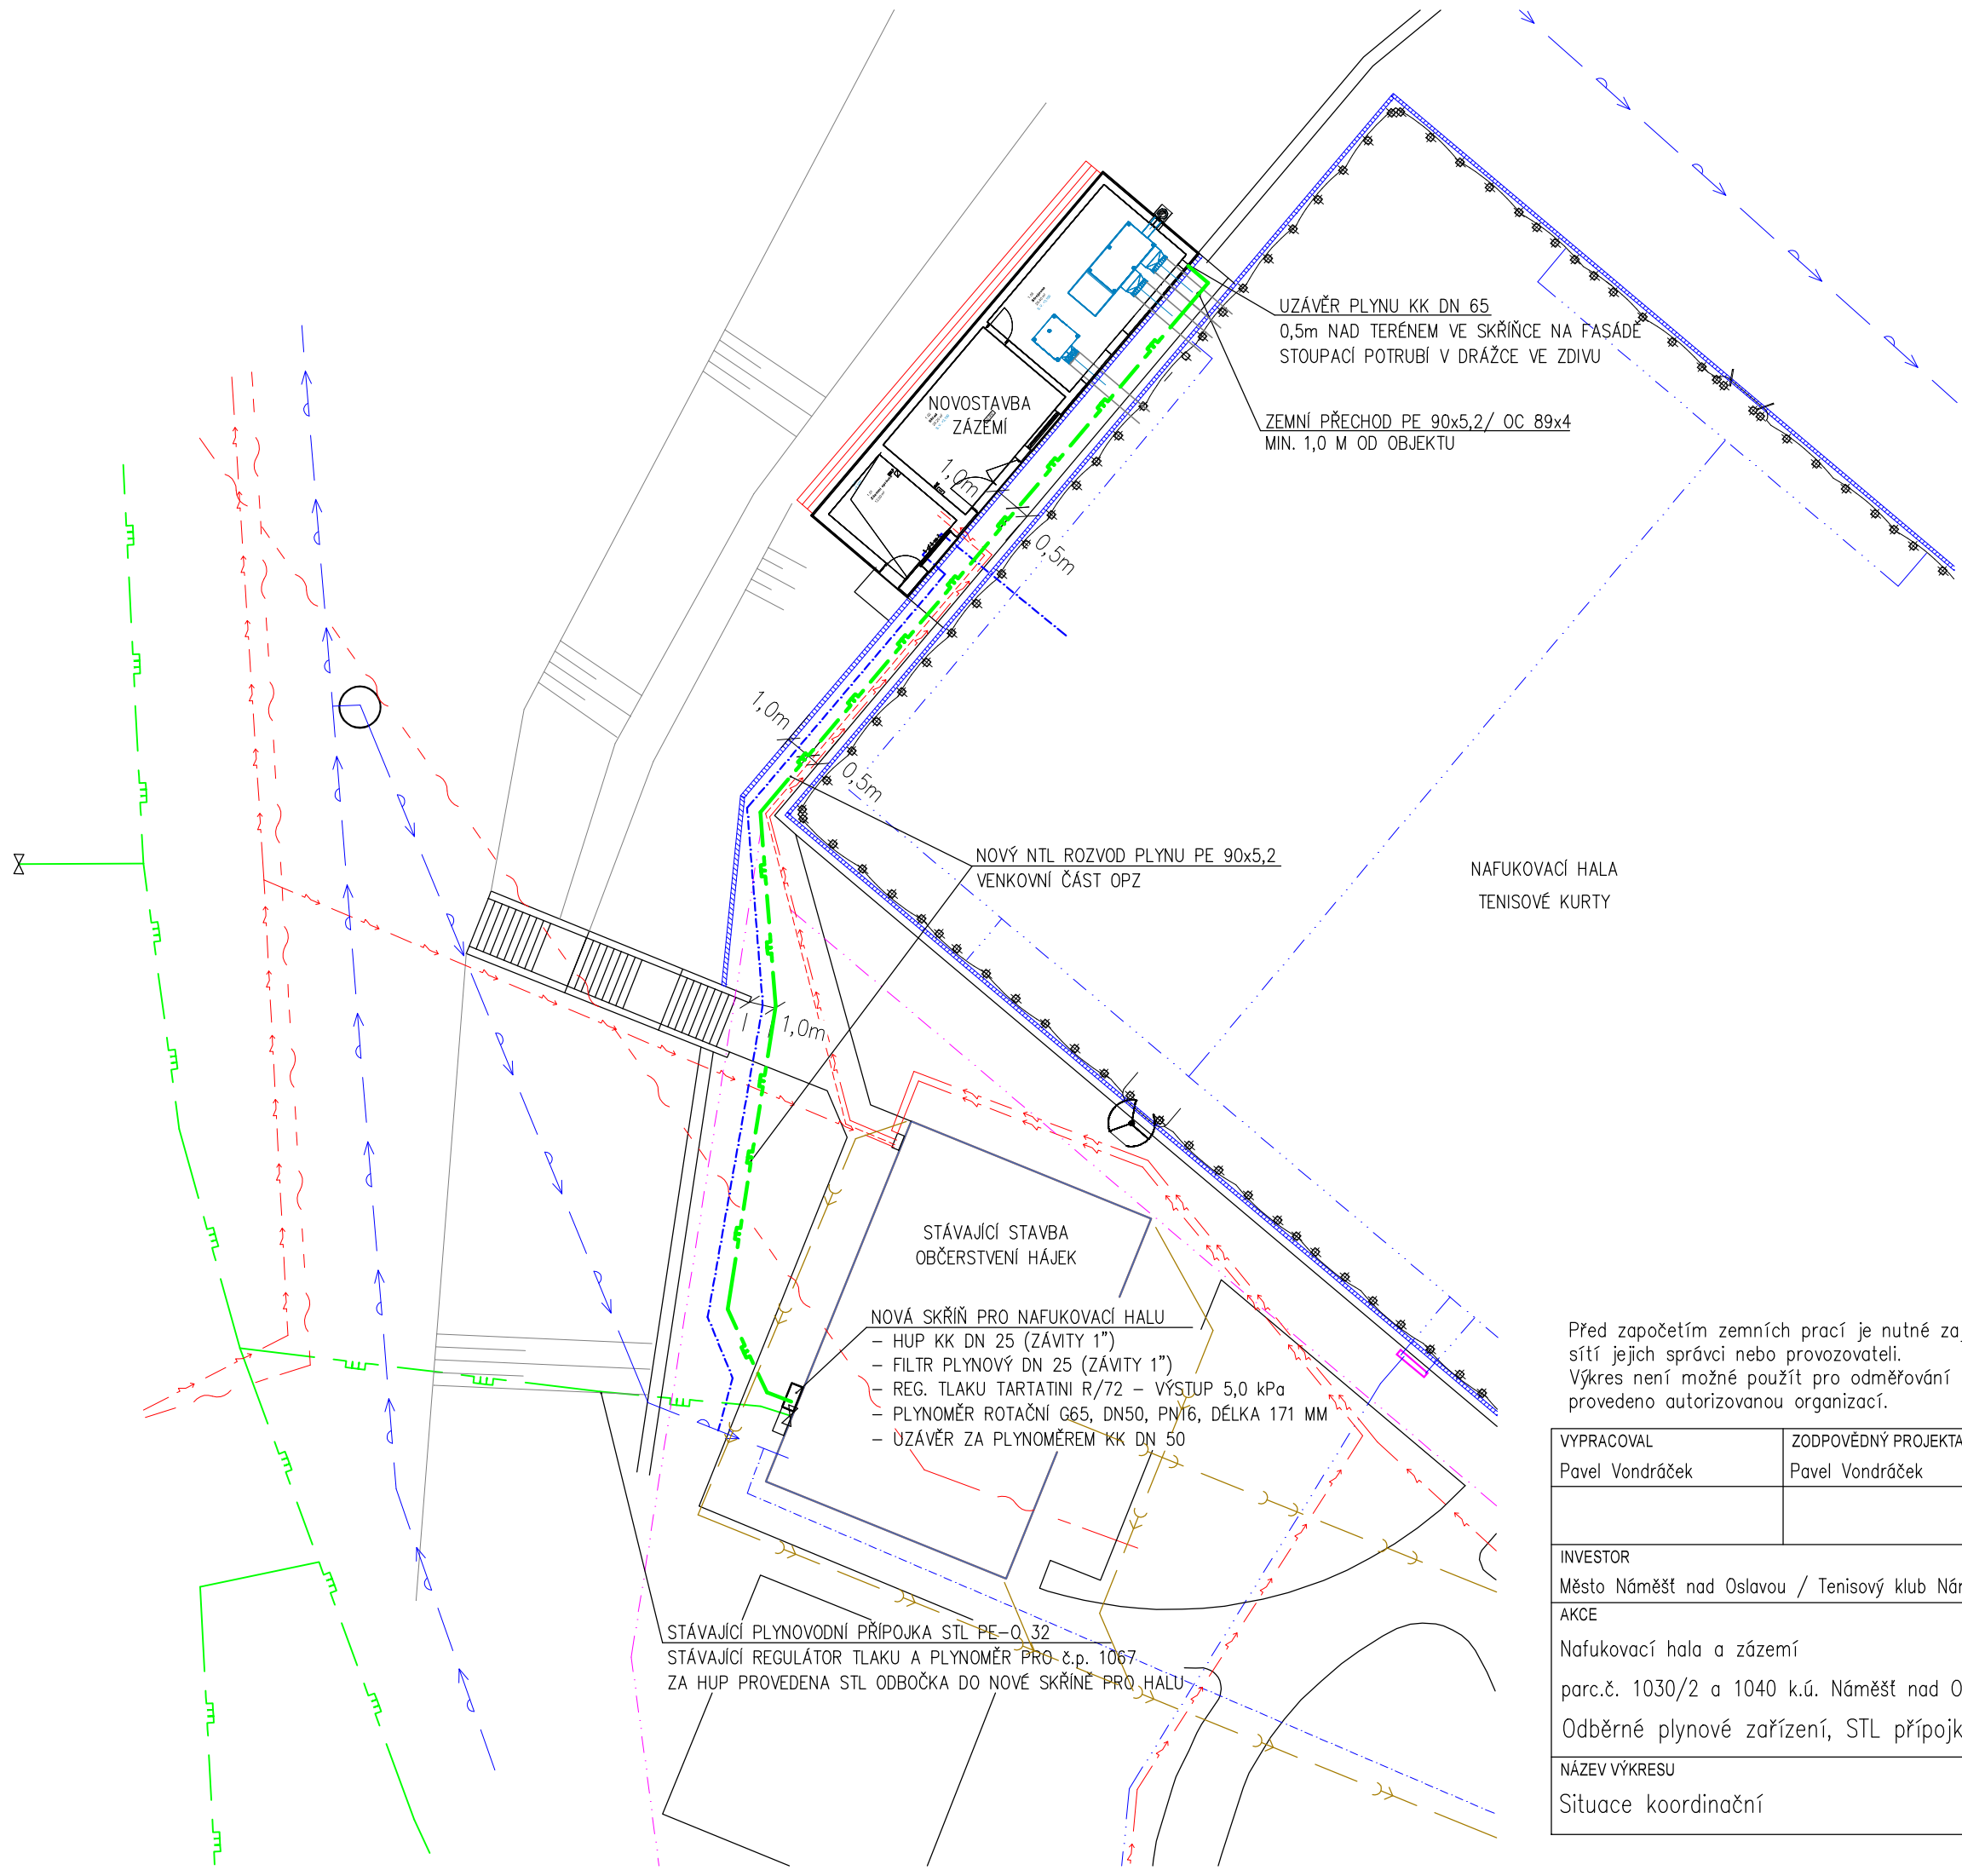 UZÁVĚR PLYNU KK DN 65
0,5m NAD TERÉNEM VE SKŘÍŇCE NA FASÁDĚ
STOUPACÍ POTRUBÍ V DRÁŽCE VE ZDIVU
NOVOSTAVBA
ZÁZEMÍ
ZEMNÍ PŘECHOD PE 90x5,2/ OC 89x4
MIN. 1,0 M OD OBJEKTU
1,0m
0,5m
1,0m
0,5m
NOVÝ NTL ROZVOD PLYNU PE 90x5,2
VENKOVNÍ ČÁST OPZ
NAFUKOVACÍ HALA
TENISOVÉ KURTY
1,0m
STÁVAJÍCÍ STAVBA
OBČERSTVENÍ HÁJEK
NOVÁ SKŘÍŇ PRO NAFUKOVACÍ HALU
– HUP KK DN 25 (ZÁVITY 1")
– FILTR PLYNOVÝ DN 25 (ZÁVITY 1")
– REG. TLAKU TARTATINI R/72 – VÝSTUP 5,0 kPa
– PLYNOMĚR ROTAČNÍ G65, DN50, PN16, DÉLKA 171 MM
– UZÁVĚR ZA PLYNOMĚREM KK DN 50
STÁVAJÍCÍ PLYNOVODNÍ PŘÍPOJKA STL PE–O 32
STÁVAJÍCÍ REGULÁTOR TLAKU A PLYNOMĚR PRO č.p. 1067
ZA HUP PROVEDENA STL ODBOČKA DO NOVÉ SKŘÍNĚ PRO HALU
Před započetím zemních prací je nutné za
sítí jejich správci nebo provozovateli.
Výkres není možné použít pro odměřování
provedeno autorizovanou organizací.
VYPRACOVAL
ZODPOVĚDNÝ PROJEKTA
Pavel Vondráček
Pavel Vondráček
INVESTOR
Město Náměšť nad Oslavou / Tenisový klub Nám
AKCE
Nafukovací hala a zázemí
parc.č. 1030/2 a 1040 k.ú. Náměšť nad O
Odběrné plynové zařízení, STL přípojk
NÁZEV VÝKRESU
Situace koordinační